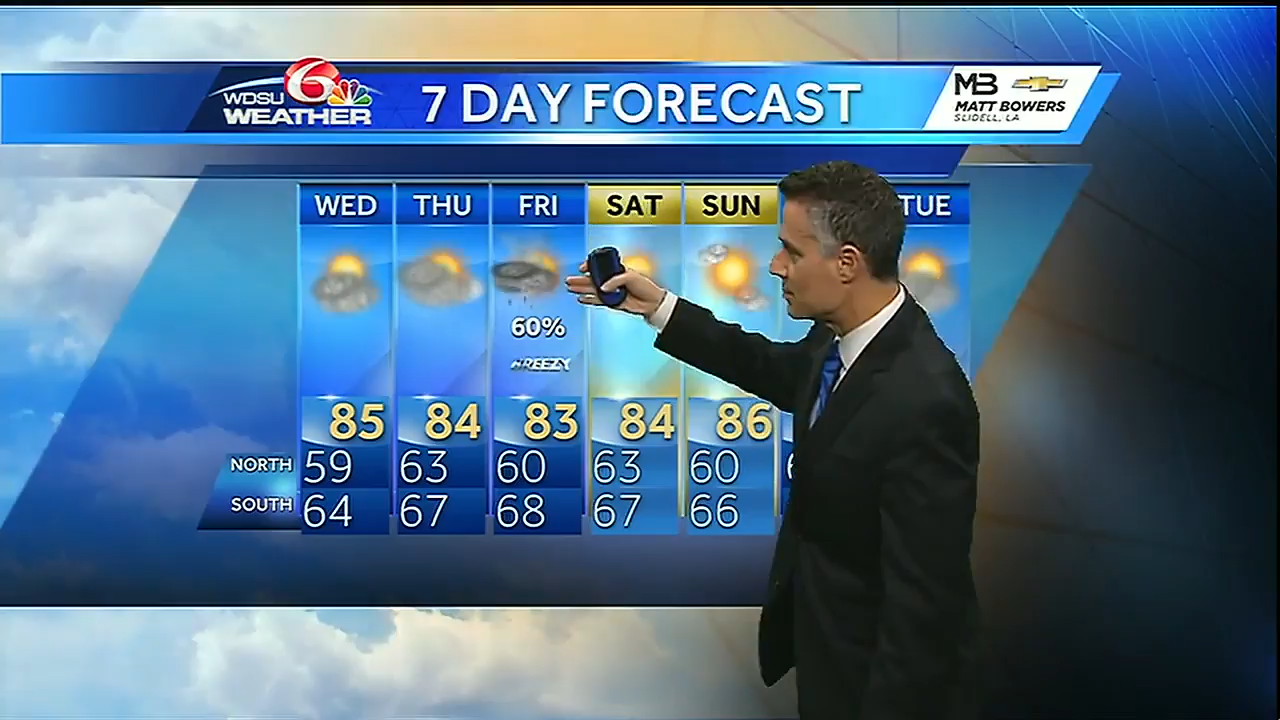 WDSU 6
WEATHER
7 DAY FORECAST
MB
MATT BOWERS
SLIDELL, LA
WED THU FRI SAT SUN TUE
60%
BREEZY
85 84 83 84 86
NORTH 59 63 60 63 60
SOUTH 64 67 68 67 66